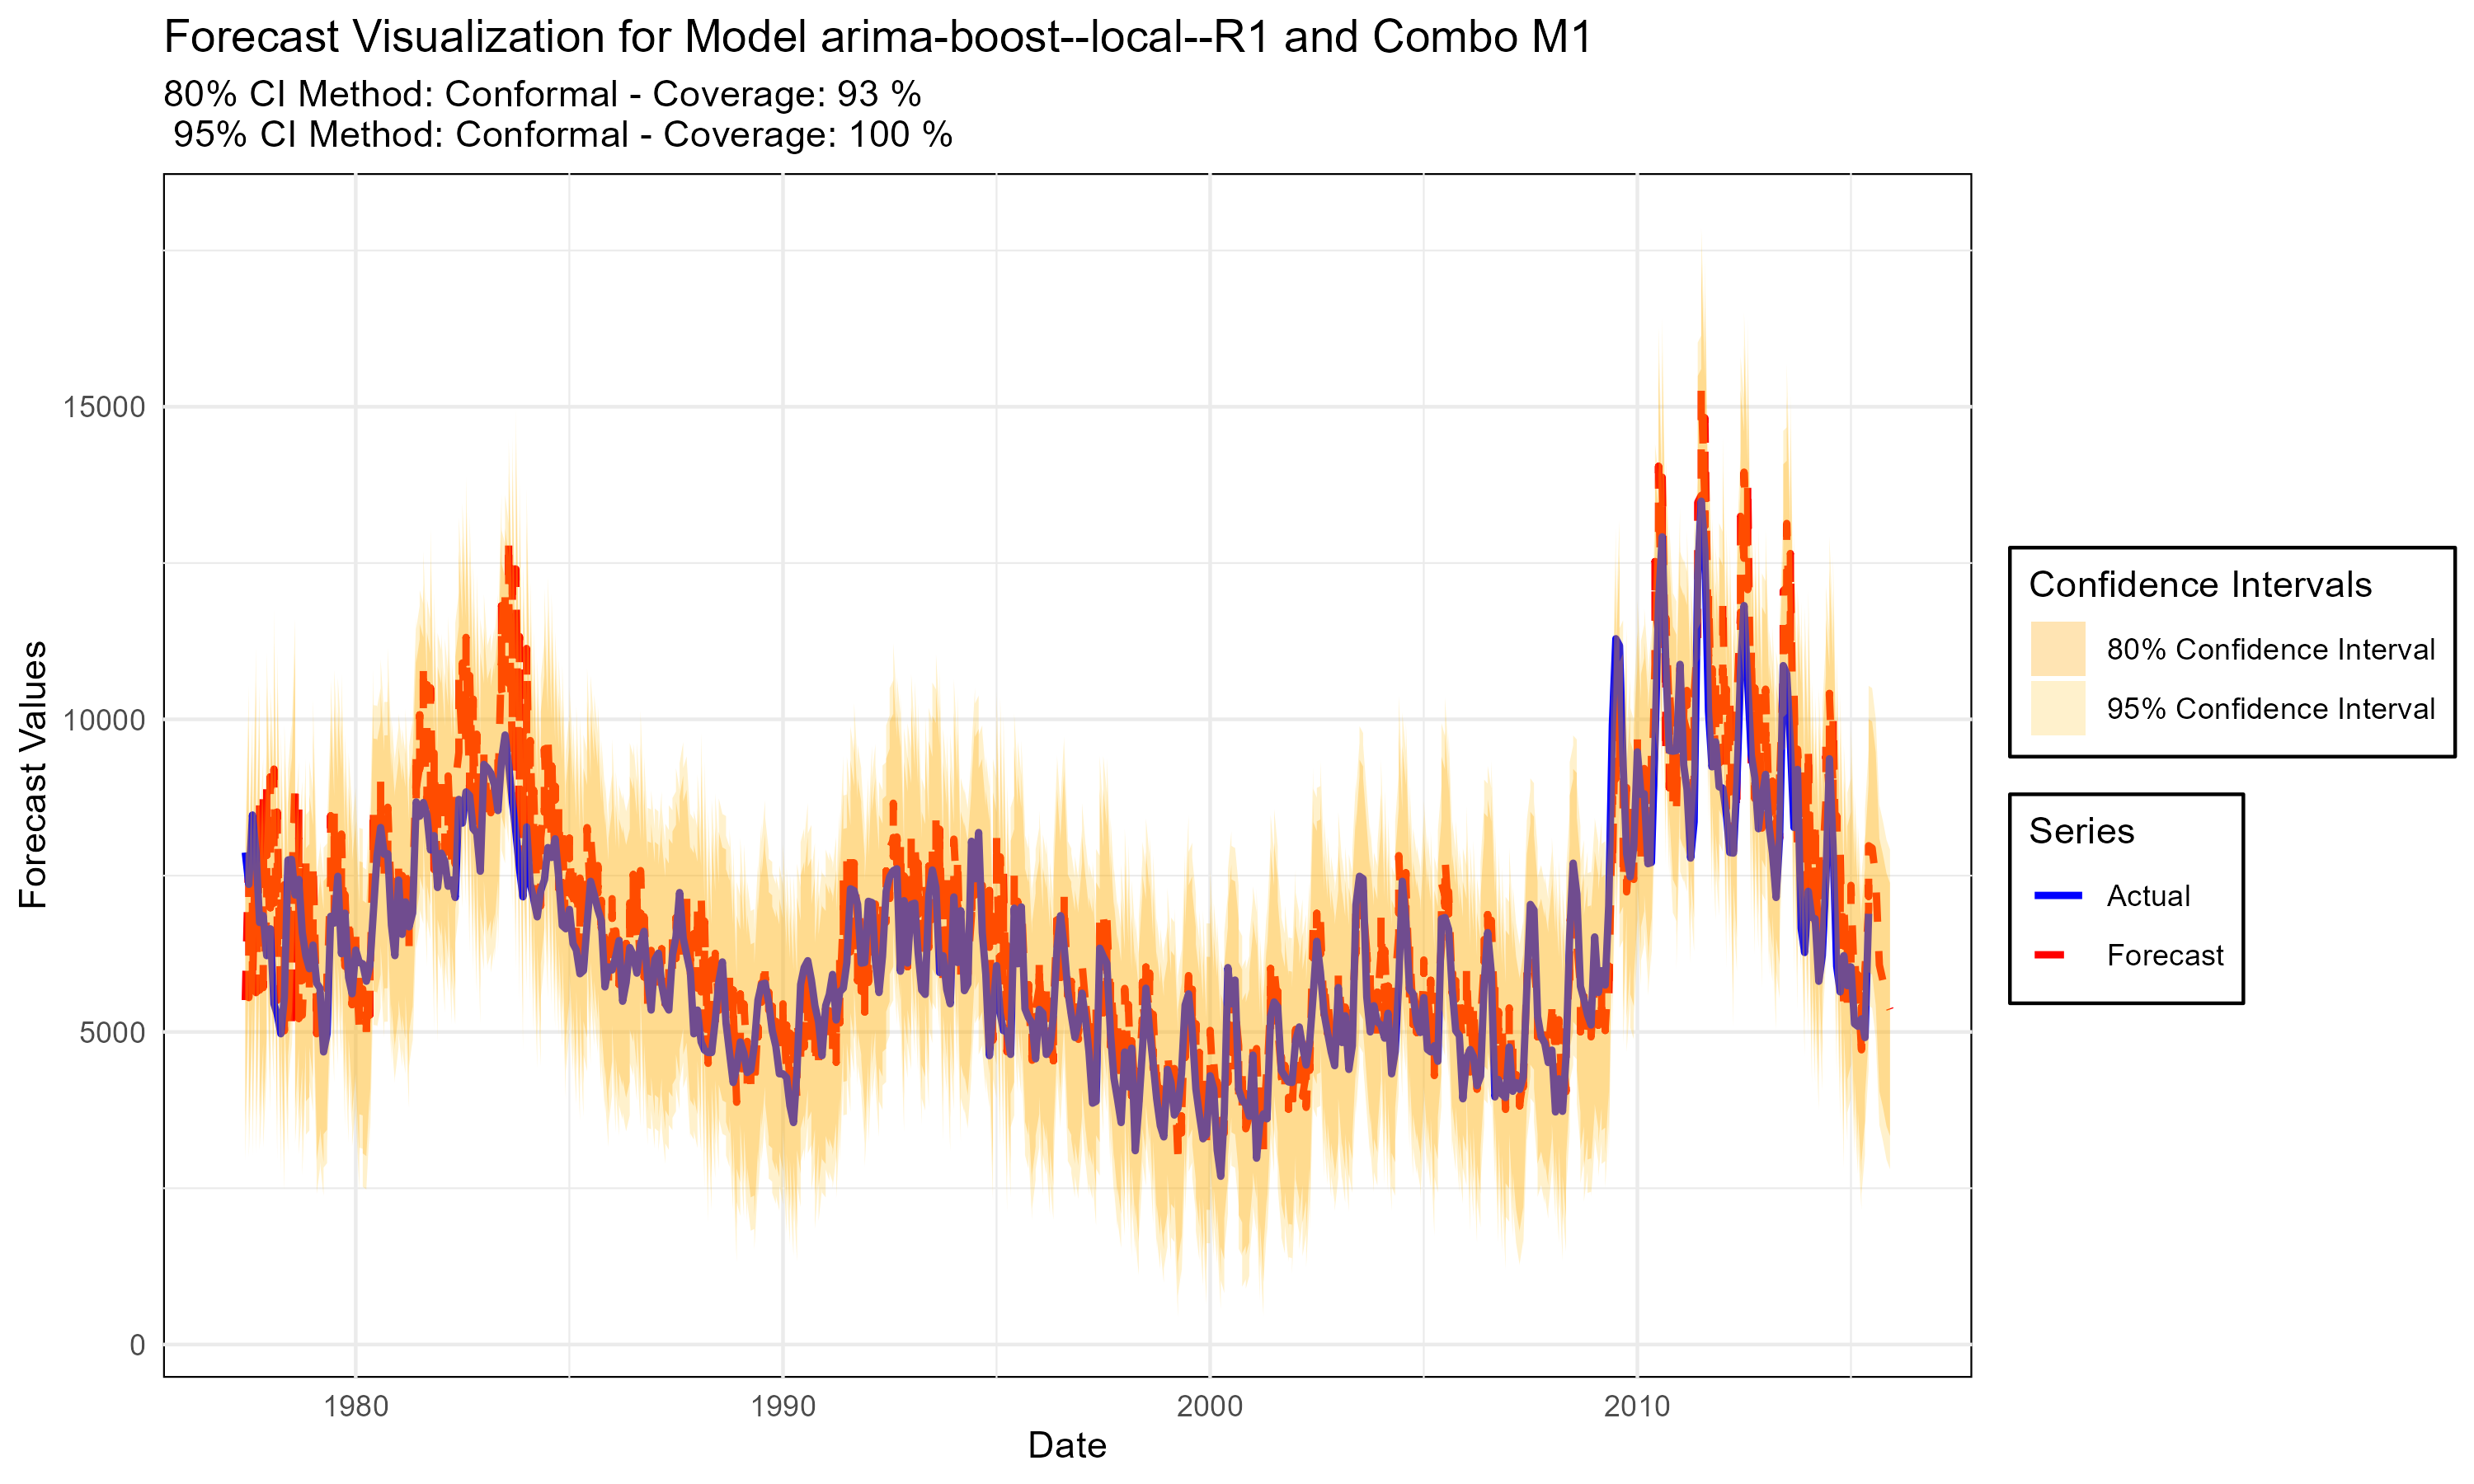 Forecast Visualization for Model arima-boost--local--R1 and Combo M1
80% CI Method: Conformal - Coverage: 93 %
95% CI Method: Conformal - Coverage: 100 %
Forecast Values
15000
10000
5000
0
1980
1990
2000
2010
Date
Confidence Intervals
80% Confidence Interval
95% Confidence Interval
Series
Actual
Forecast